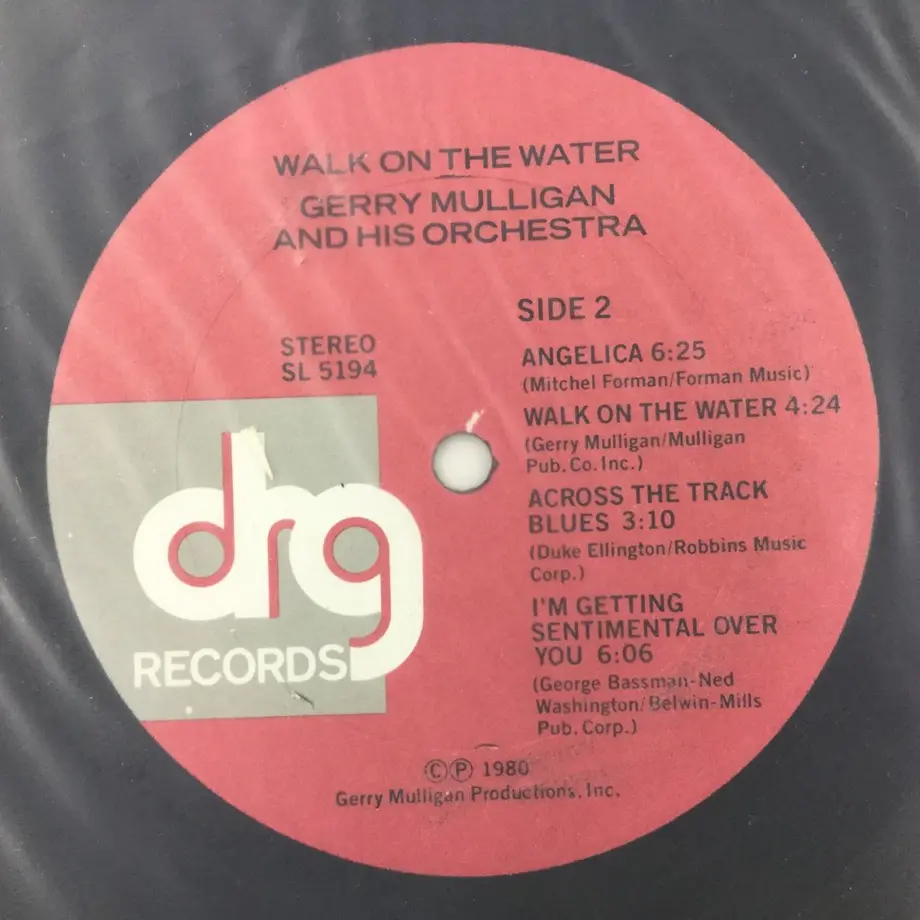 WALK ON THE WATER
GERRY MULLIGAN
AND HIS ORCHESTRA
SIDE 2
STEREO
SL 5194
ANGELICA 6:25
(Mitchel Forman/Forman Music)
WALK ON THE WATER 4:24
(Gerry Mulligan/Mulligan
Pub. Co. Inc.)
ACROSS THE TRACK
BLUES 3:10
(Duke Ellington/Robbins Music
Corp.)
I'M GETTING
SENTIMENTAL OVER
YOU 6:06
(George Bassman-Ned
Washington/Belwin-Mills
Pub. Corp.)
drg
RECORDS
©℗ 1980
Gerry Mulligan Productions, Inc.